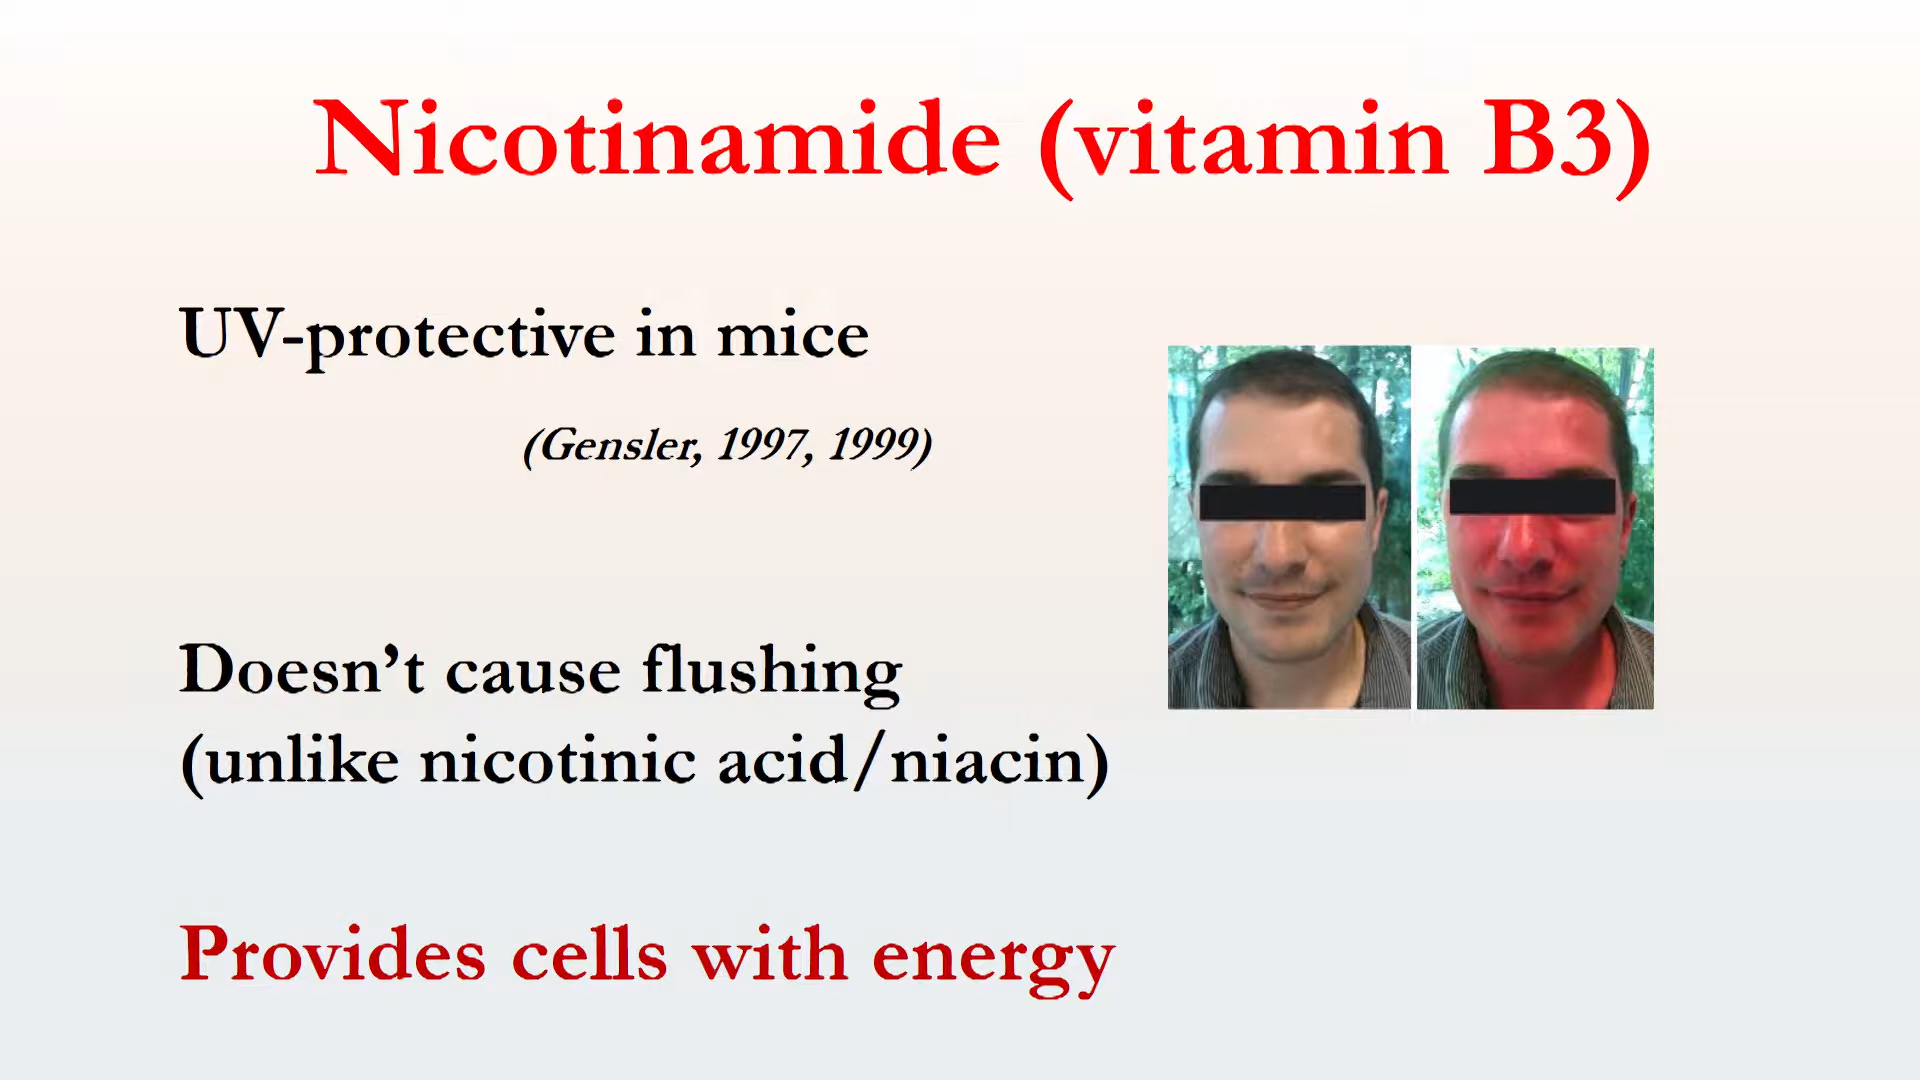 Nicotinamide (vitamin B3)
UV-protective in mice
(Gensler, 1997, 1999)
Doesn’t cause flushing
(unlike nicotinic acid/niacin)
Provides cells with energy